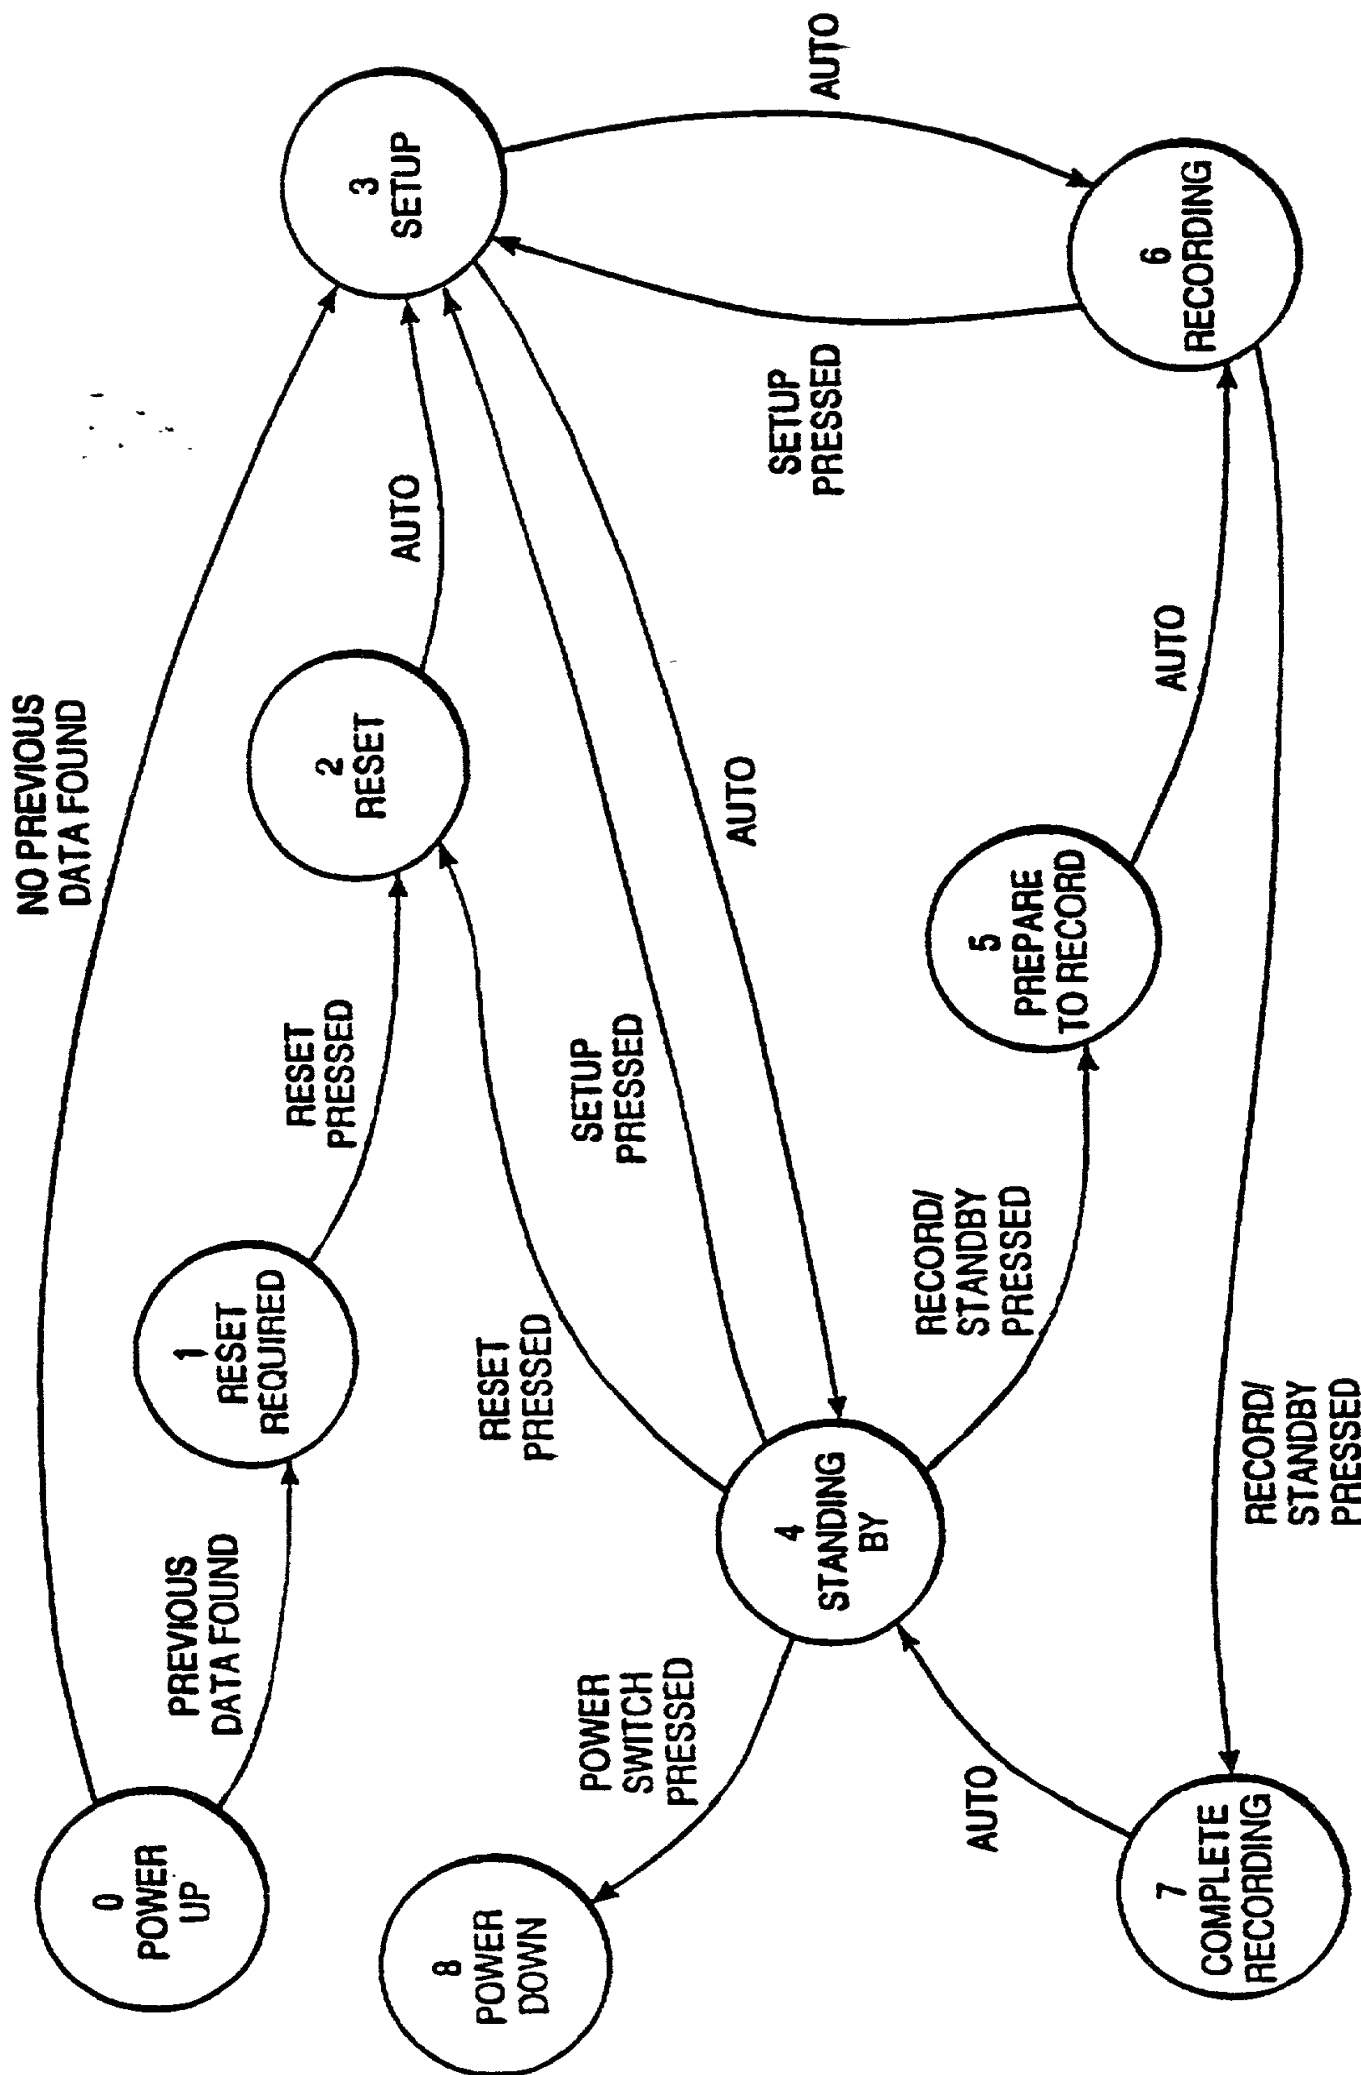 NO PREVIOUS
DATA FOUND
0
POWER
UP
PREVIOUS
DATA FOUND
1
RESET
REQUIRED
RESET
PRESSED
2
RESET
AUTO
3
SETUP
8
POWER
DOWN
POWER
SWITCH
PRESSED
RESET
PRESSED
SETUP
PRESSED
AUTO
4
STANDING
BY
RECORD/
STANDBY
PRESSED
5
PREPARE
TO RECORD
AUTO
SETUP
PRESSED
AUTO
6
RECORDING
7
COMPLETE
RECORDING
AUTO
RECORD/
STANDBY
PRESSED